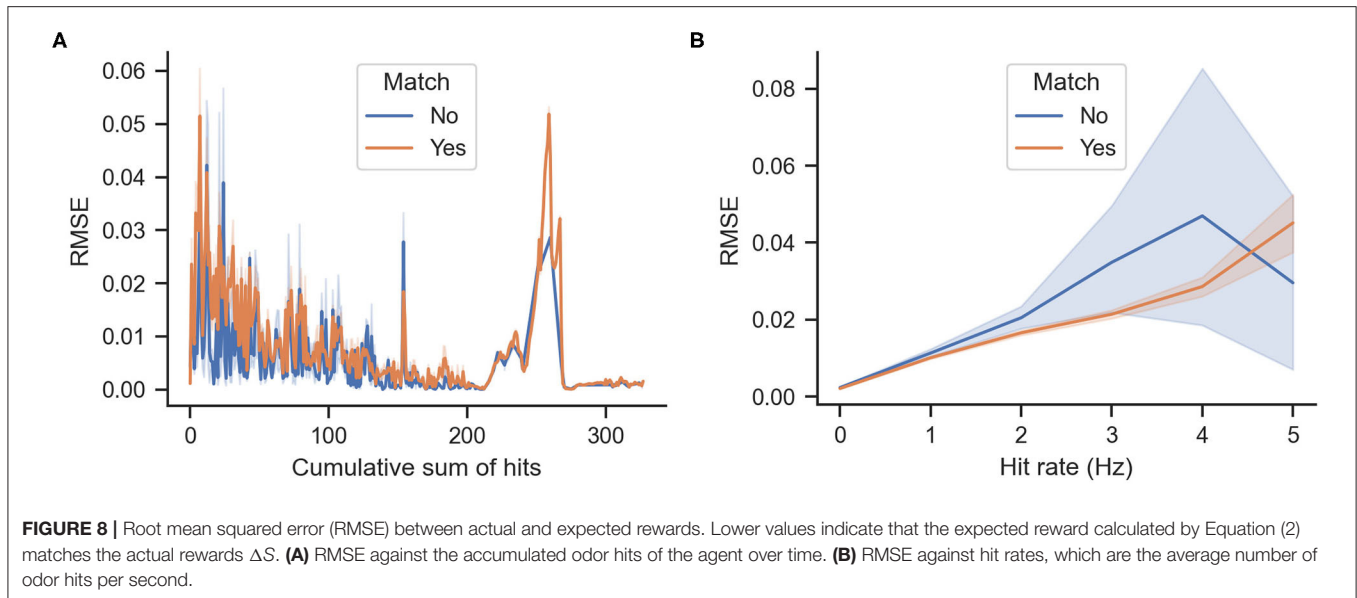 A
RMSE
0.06
0.05
0.04
0.03
0.02
0.01
0.00
Match
No
Yes
0 100 200 300
Cumulative sum of hits
B
RMSE
0.08
0.06
0.04
0.02
0.00
Match
No
Yes
0 1 2 3 4 5
Hit rate (Hz)
FIGURE 8 | Root mean squared error (RMSE) between actual and expected rewards. Lower values indicate that the expected reward calculated by Equation (2)
matches the actual rewards ΔS. (A) RMSE against the accumulated odor hits of the agent over time. (B) RMSE against hit rates, which are the average number of
odor hits per second.